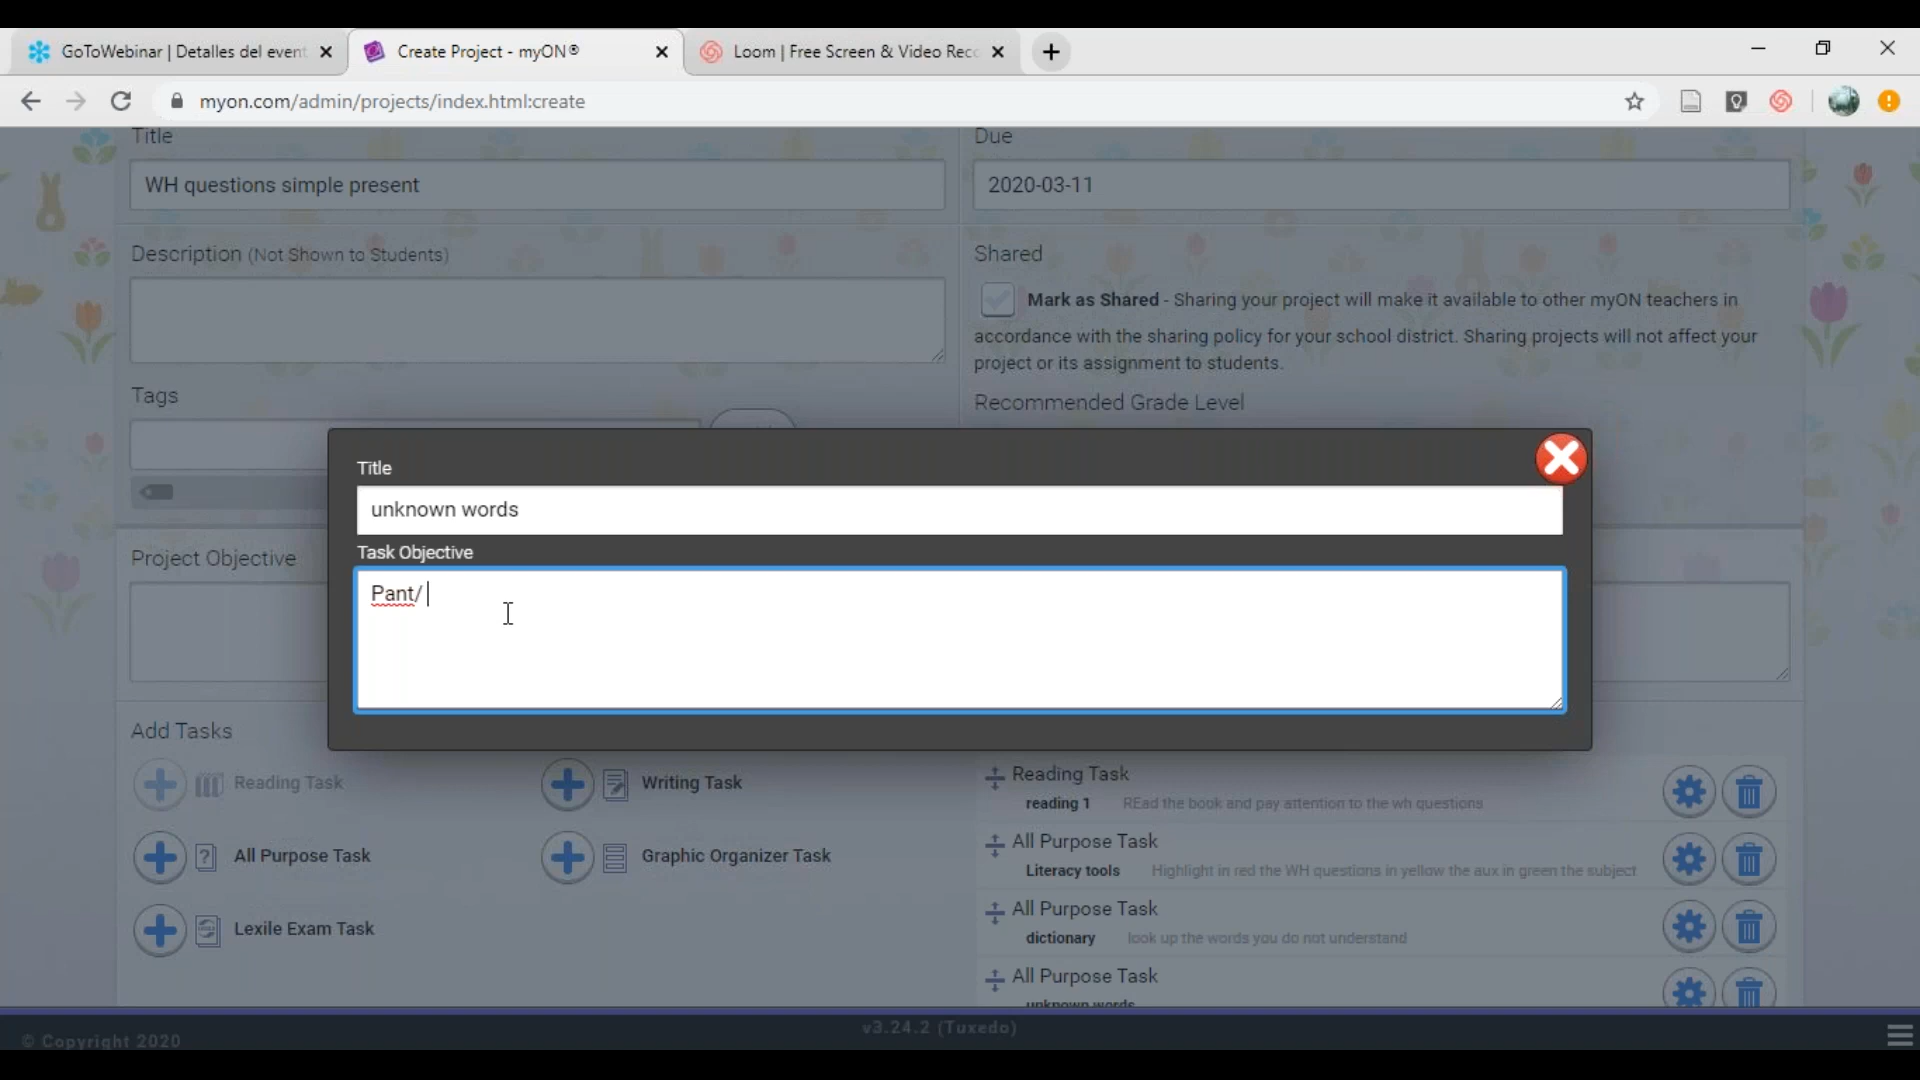 GoToWebinar | Detalles del event
Create Project - myON®
Loom | Free Screen & Video Rec
myon.com/admin/projects/index.html:create
Title
Due
WH questions simple present
2020-03-11
Description (Not Shown to Students)
Shared
Mark as Shared - Sharing your project will make it available to other myON teachers in
accordance with the sharing policy for your school district. Sharing projects will not affect your
project or its assignment to students.
Tags
Recommended Grade Level
Title
unknown words
Task Objective
Pant/
Project Objective
Add Tasks
Reading Task
Writing Task
All Purpose Task
Graphic Organizer Task
Lexile Exam Task
Reading Task
reading 1 REad the book and pay attention to the wh questions
All Purpose Task
Literacy tools Highlight in red the WH questions in yellow the aux in green the subject
All Purpose Task
dictionary look up the words you do not understand
All Purpose Task
unknown words
v3.24.2 (Tuxedo)
© Copyright 2020